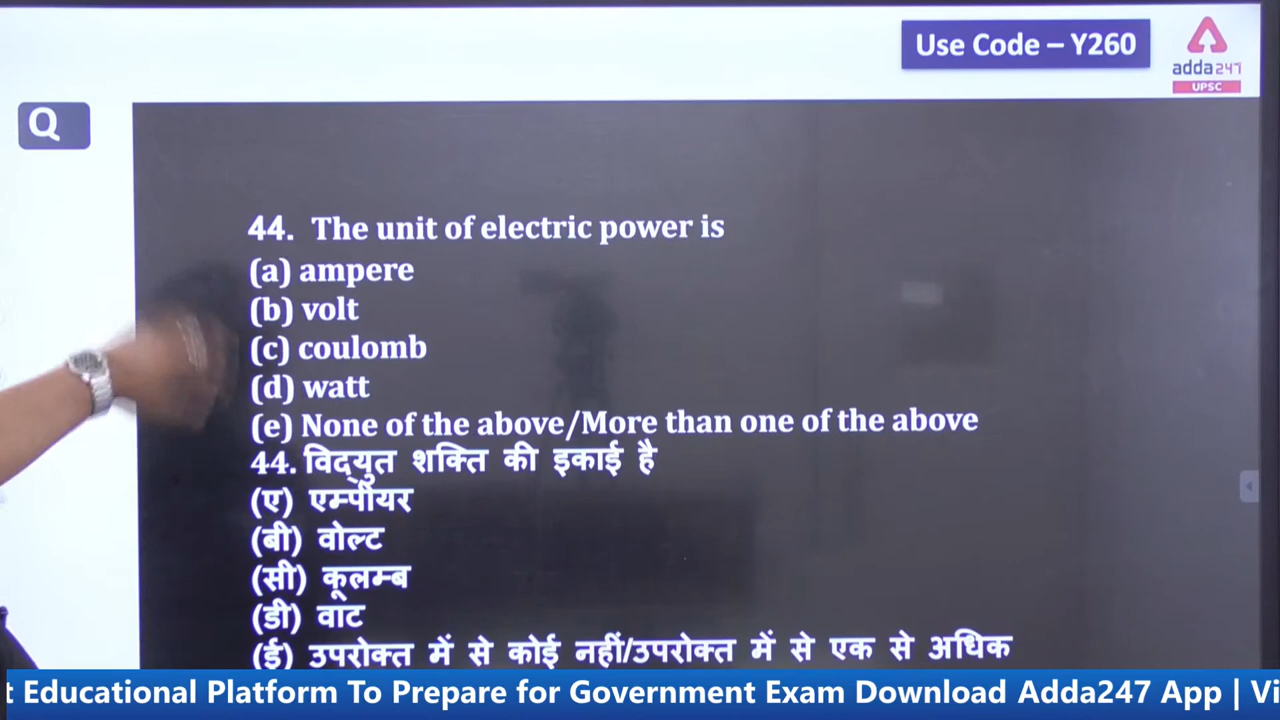 Use Code – Y260
adda247
UPSC
Q
44. The unit of electric power is
(a) ampere
(b) volt
(c) coulomb
(d) watt
(e) None of the above/More than one of the above
44. विद्युत शक्ति की इकाई है
(ए) एम्पीयर
(बी) वोल्ट
(सी) कूलम्ब
(डी) वाट
(ई) उपरोक्त में से कोई नहीं/उपरोक्त में से एक से अधिक
t Educational Platform To Prepare for Government Exam Download Adda247 App | Vi